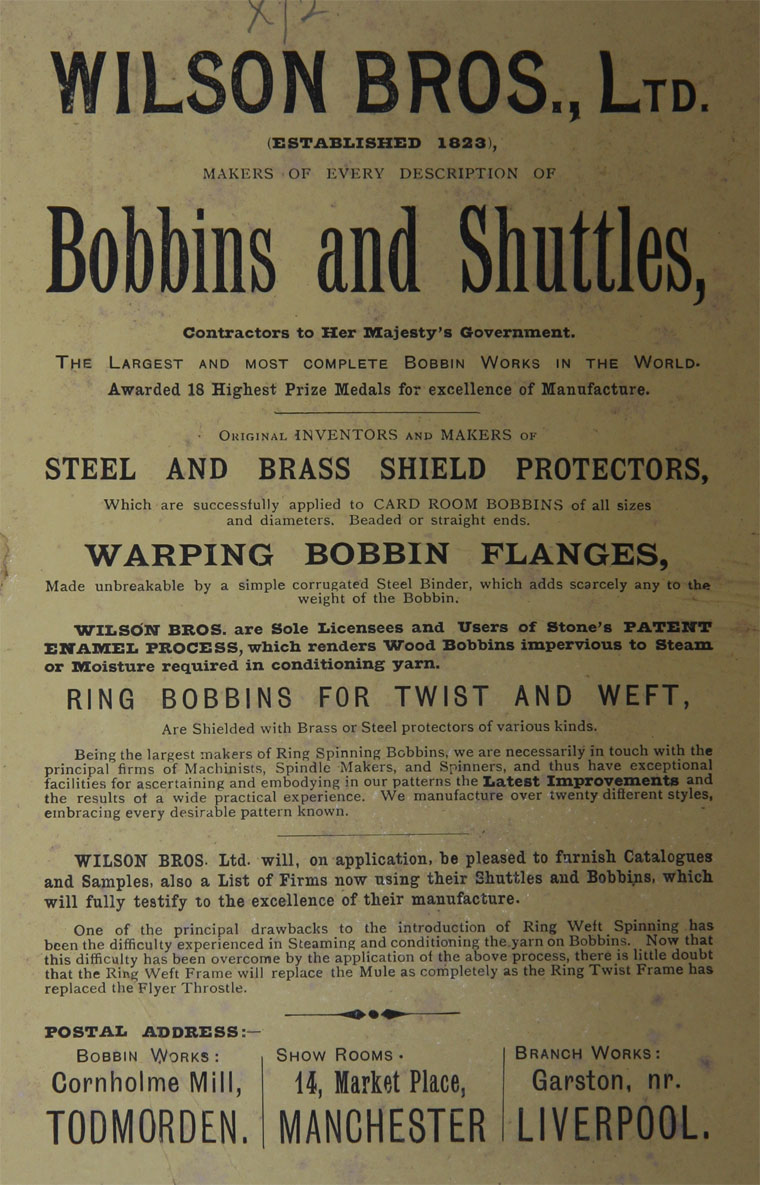 X/2
WILSON BROS., LTD.
(ESTABLISHED 1823),
MAKERS OF EVERY DESCRIPTION OF
Bobbins and Shuttles,
Contractors to Her Majesty's Government.
THE LARGEST AND MOST COMPLETE BOBBIN WORKS IN THE WORLD.
Awarded 18 Highest Prize Medals for excellence of Manufacture.
ORIGINAL INVENTORS AND MAKERS OF
STEEL AND BRASS SHIELD PROTECTORS,
Which are successfully applied to CARD ROOM BOBBINS of all sizes
and diameters. Beaded or straight ends.
WARPING BOBBIN FLANGES,
Made unbreakable by a simple corrugated Steel Binder, which adds scarcely any to the
weight of the Bobbin.
WILSON BROS. are Sole Licensees and Users of Stone's PATENT
ENAMEL PROCESS, which renders Wood Bobbins impervious to Steam
or Moisture required in conditioning yarn.
RING BOBBINS FOR TWIST AND WEFT,
Are Shielded with Brass or Steel protectors of various kinds.
Being the largest makers of Ring Spinning Bobbins, we are necessarily in touch with the
principal firms of Machinists, Spindle Makers, and Spinners, and thus have exceptional
facilities for ascertaining and embodying in our patterns the Latest Improvements and
the results of a wide practical experience. We manufacture over twenty different styles,
embracing every desirable pattern known.
WILSON BROS. Ltd. will, on application, be pleased to furnish Catalogues
and Samples, also a List of Firms now using their Shuttles and Bobbins, which
will fully testify to the excellence of their manufacture.
One of the principal drawbacks to the introduction of Ring Weft Spinning has
been the difficulty experienced in Steaming and conditioning the yarn on Bobbins. Now that
this difficulty has been overcome by the application of the above process, there is little doubt
that the Ring Weft Frame will replace the Mule as completely as the Ring Twist Frame has
replaced the Flyer Throstle.
POSTAL ADDRESS:—
BOBBIN WORKS:
Cornholme Mill,
TODMORDEN.
SHOW ROOMS.
14, Market Place,
MANCHESTER
BRANCH WORKS:
Garston, nr.
LIVERPOOL.